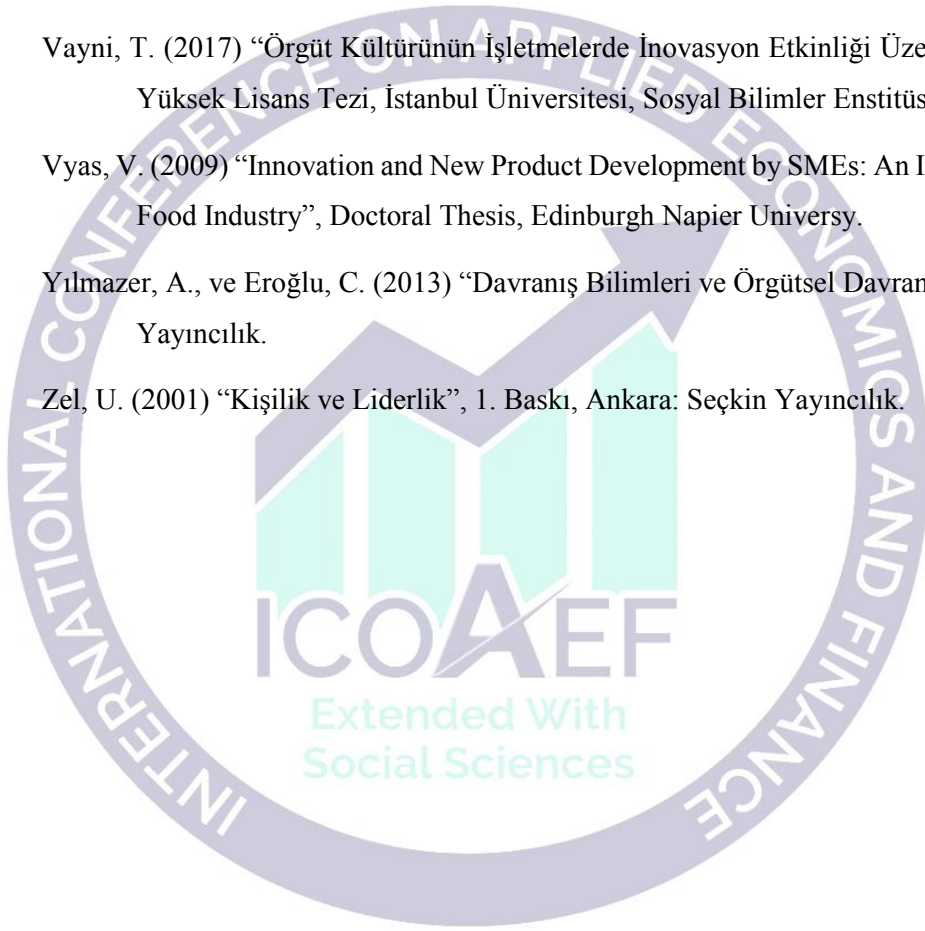 Vayni, T. (2017) “Örgüt Kültürünün İşletmelerde İnovasyon Etkinliği
Yüksek Lisans Tezi, İstanbul Üniversitesi, Sosyal Bilimler
Vyas, V. (2009) “Innovation and New Product Development by SMEs: An
Food Industry”, Doctoral Thesis, Edinburgh Napier Universy.
Yılmazer, A., ve Eroğlu, C. (2013) “Davranış Bilimleri ve Örgütsel
Yayıncılık.
Zel, U. (2001) “Kişilik ve Liderlik”, 1. Baskı, Ankara: Seçkin Yayıncılık.
INTERNATIONAL CONFERENCE ON APPLIED ECONOMICS AND FINANCE
ICOAEF
Extended With
Social Sciences